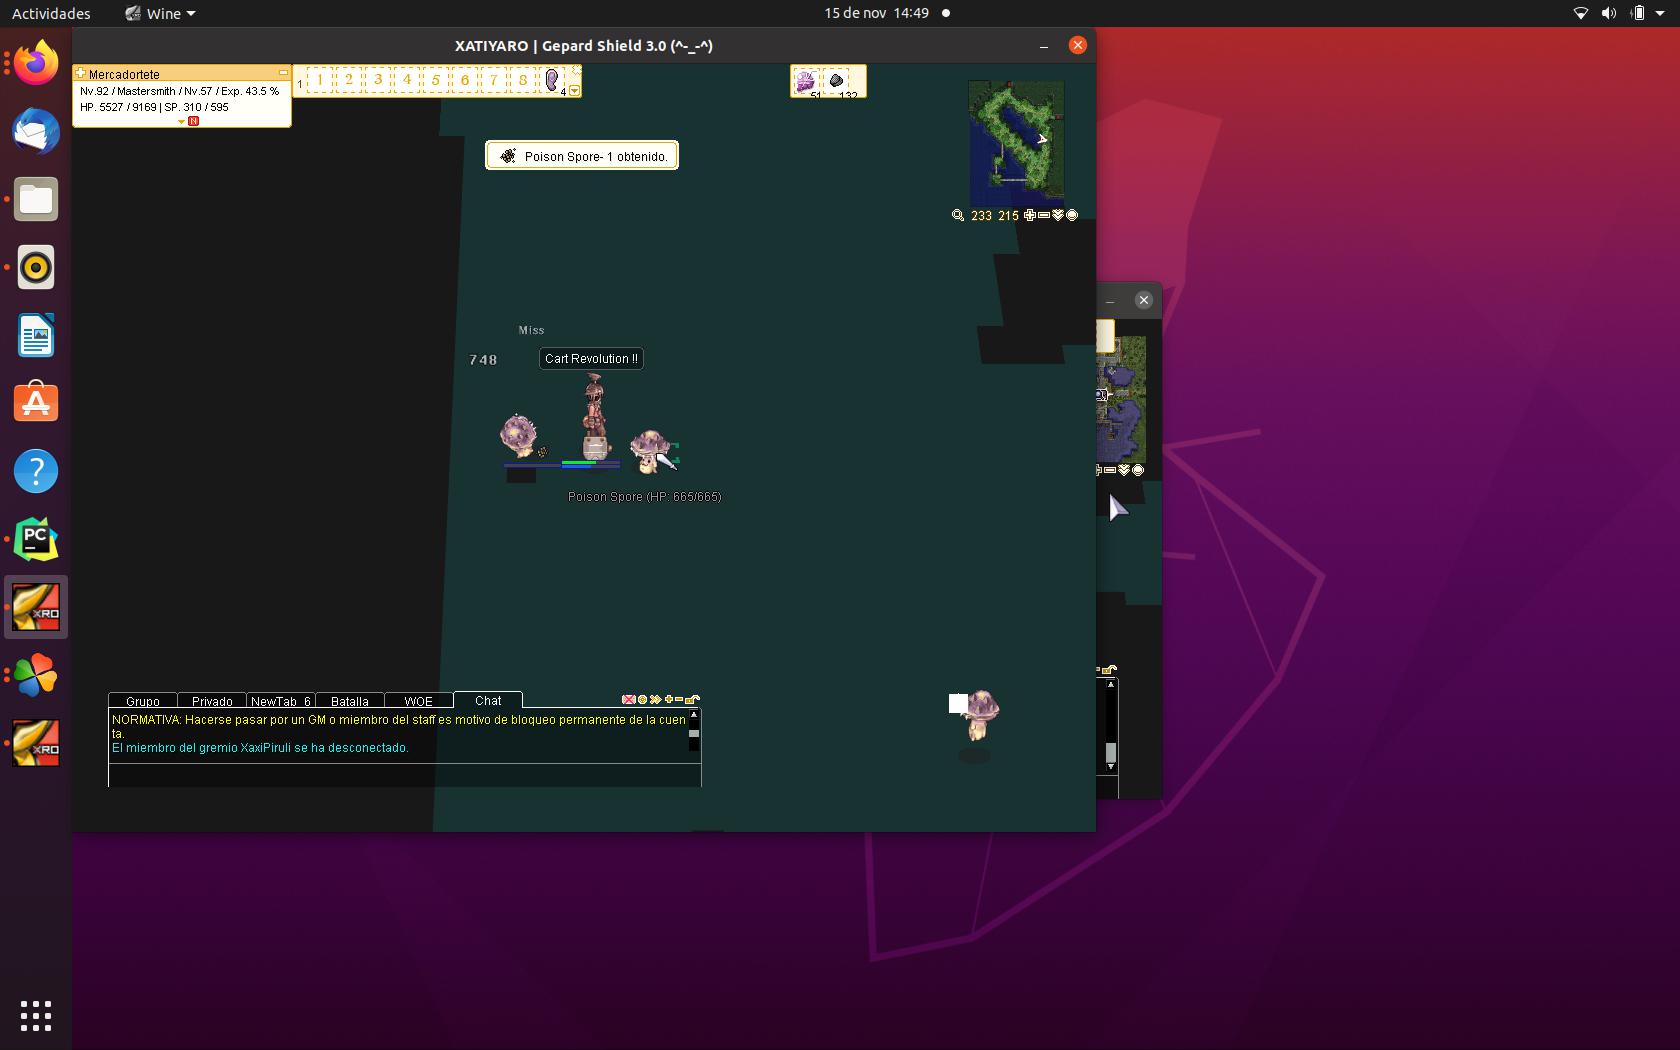 Actividades
Wine
15 de nov 14:49
XATIYARO | Gepard Shield 3.0 (^-_-^)
Mercadortete
Nv.92 / Mastersmith / Nv.57 / Exp. 43.5 %
HP. 5527 / 9169 | SP. 310 / 595
N
1 1 2 3 4 5 6 7 8 4
51 132
Poison Spore- 1 obtenido.
233 215
Miss
748
Cart Revolution !!
Poison Spore (HP: 665/665)
PC
XRO
XRO
Grupo Privado NewTab_6 Batalla WOE Chat
NORMATIVA: Hacerse pasar por un GM o miembro del staff es motivo de bloqueo permanente de la cuen
ta.
El miembro del gremio XaxiPiruli se ha desconectado.